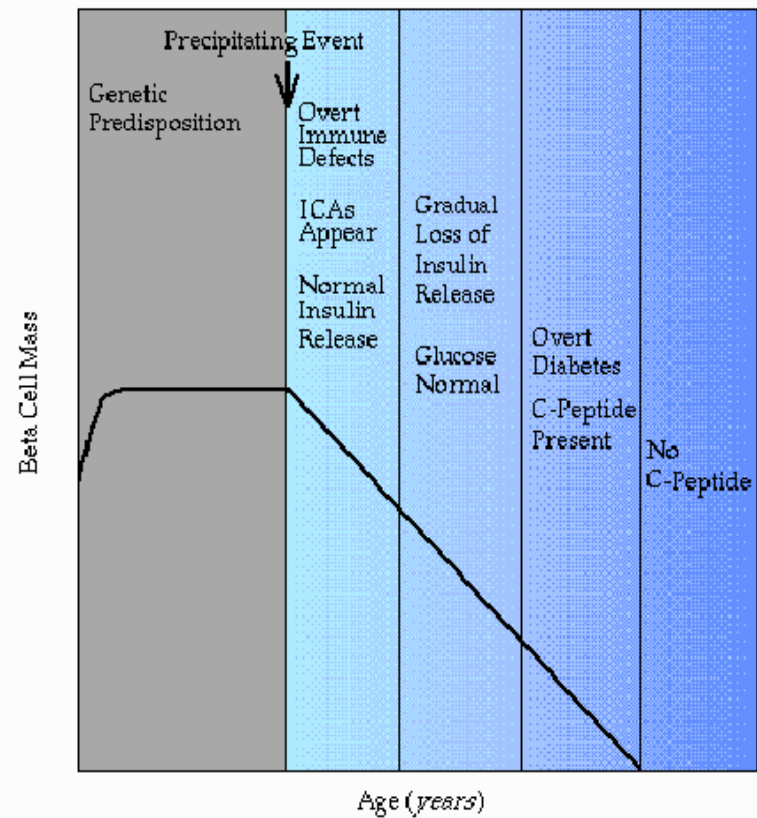 Precipitating Event
Genetic
Predisposition
Overt
Immune
Defects
ICAs
Appear
Normal
Insulin
Release
Gradual
Loss of
Insulin
Release
Glucose
Normal
Overt
Diabetes
C-Peptide
Present
No
C-Peptide
Beta Cell Mass
Age (years)